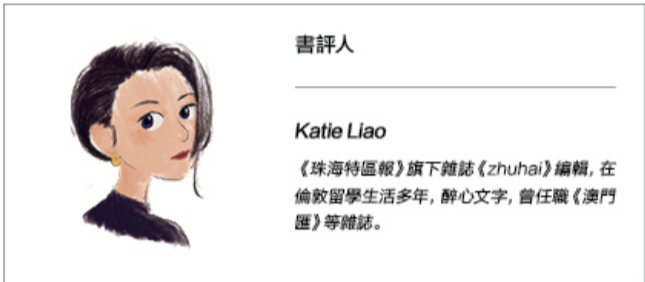 書評人
Katie Liao
《珠海特區報》旗下雜誌《zhuhai》編輯，在
倫敦留學生活多年，醉心文字，曾任職《澳門
匯》等雜誌。